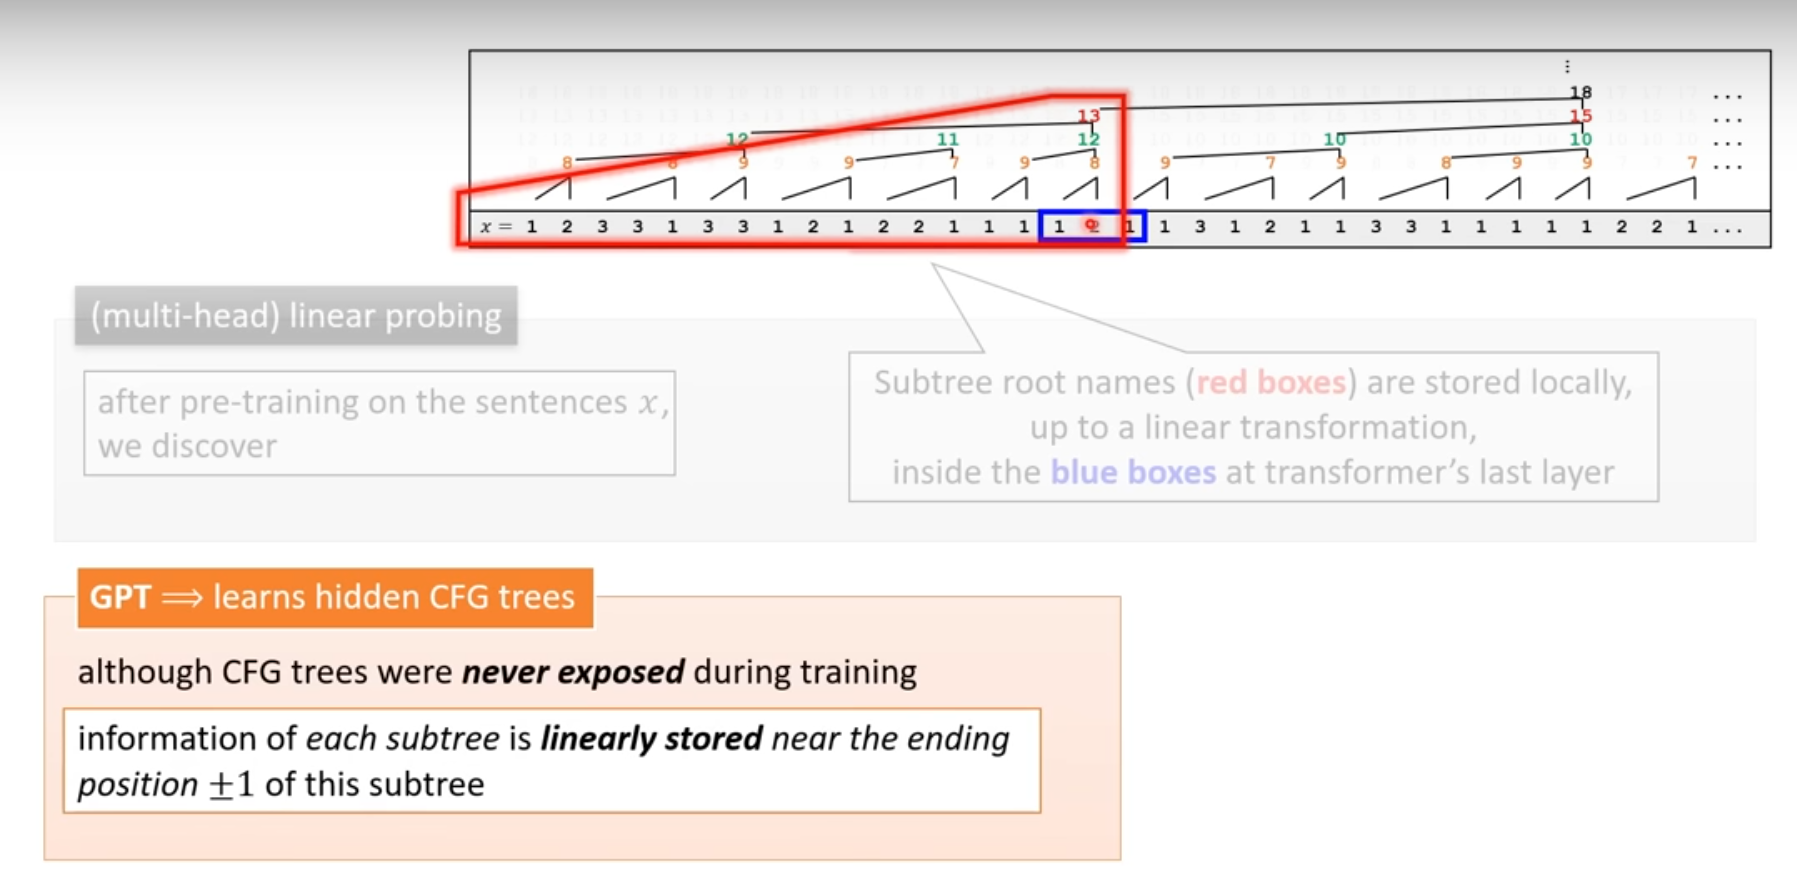 ⋮
18 ...
13 15 ...
12 11 12 10 10 ...
8 8 9 9 7 9 8 9 7 9 8 9 9 7 ...
x = 1 2 3 3 1 3 3 1 2 1 2 2 1 1 1 1 2 1 1 3 1 2 1 1 3 3 1 1 1 1 1 2 2 1 ...
(multi-head) linear probing
after pre-training on the sentences x,
we discover
Subtree root names (red boxes) are stored locally,
up to a linear transformation,
inside the blue boxes at transformer’s last layer
GPT ⟹ learns hidden CFG trees
although CFG trees were never exposed during training
information of each subtree is linearly stored near the ending
position ±1 of this subtree